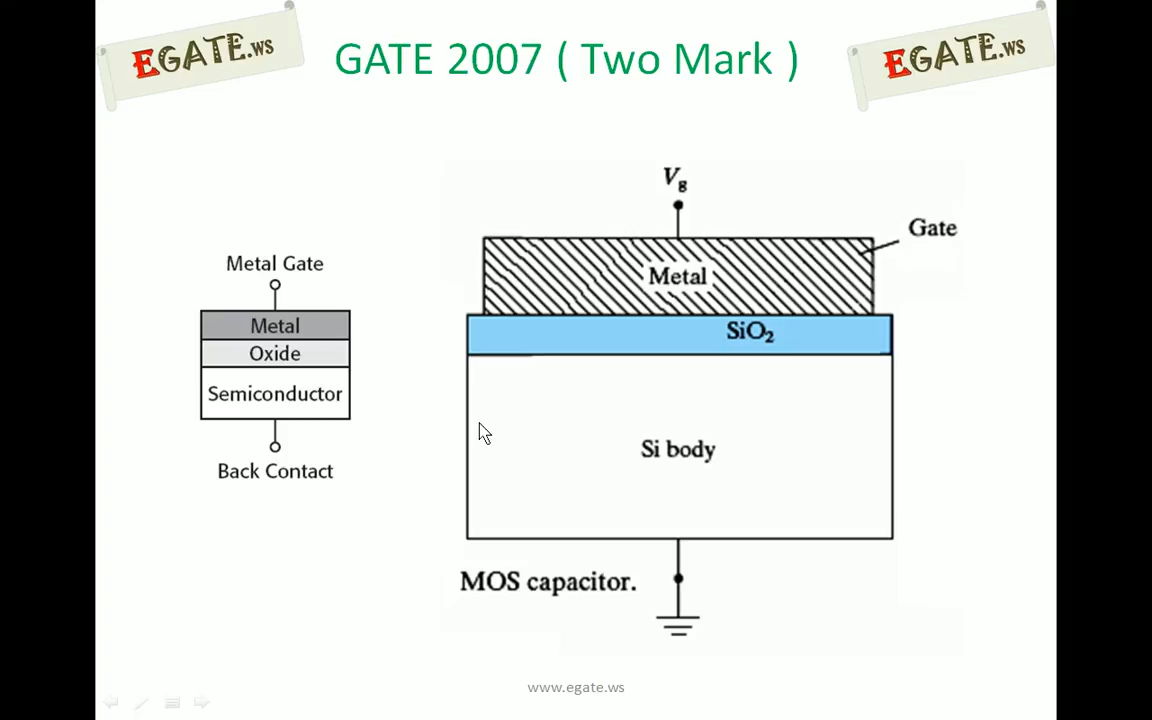 EGATE.ws
GATE 2007 ( Two Mark )
EGATE.ws
Metal Gate
Metal
Oxide
Semiconductor
Back Contact
Vg
Gate
Metal
SiO₂
Si body
MOS capacitor.
www.egate.ws